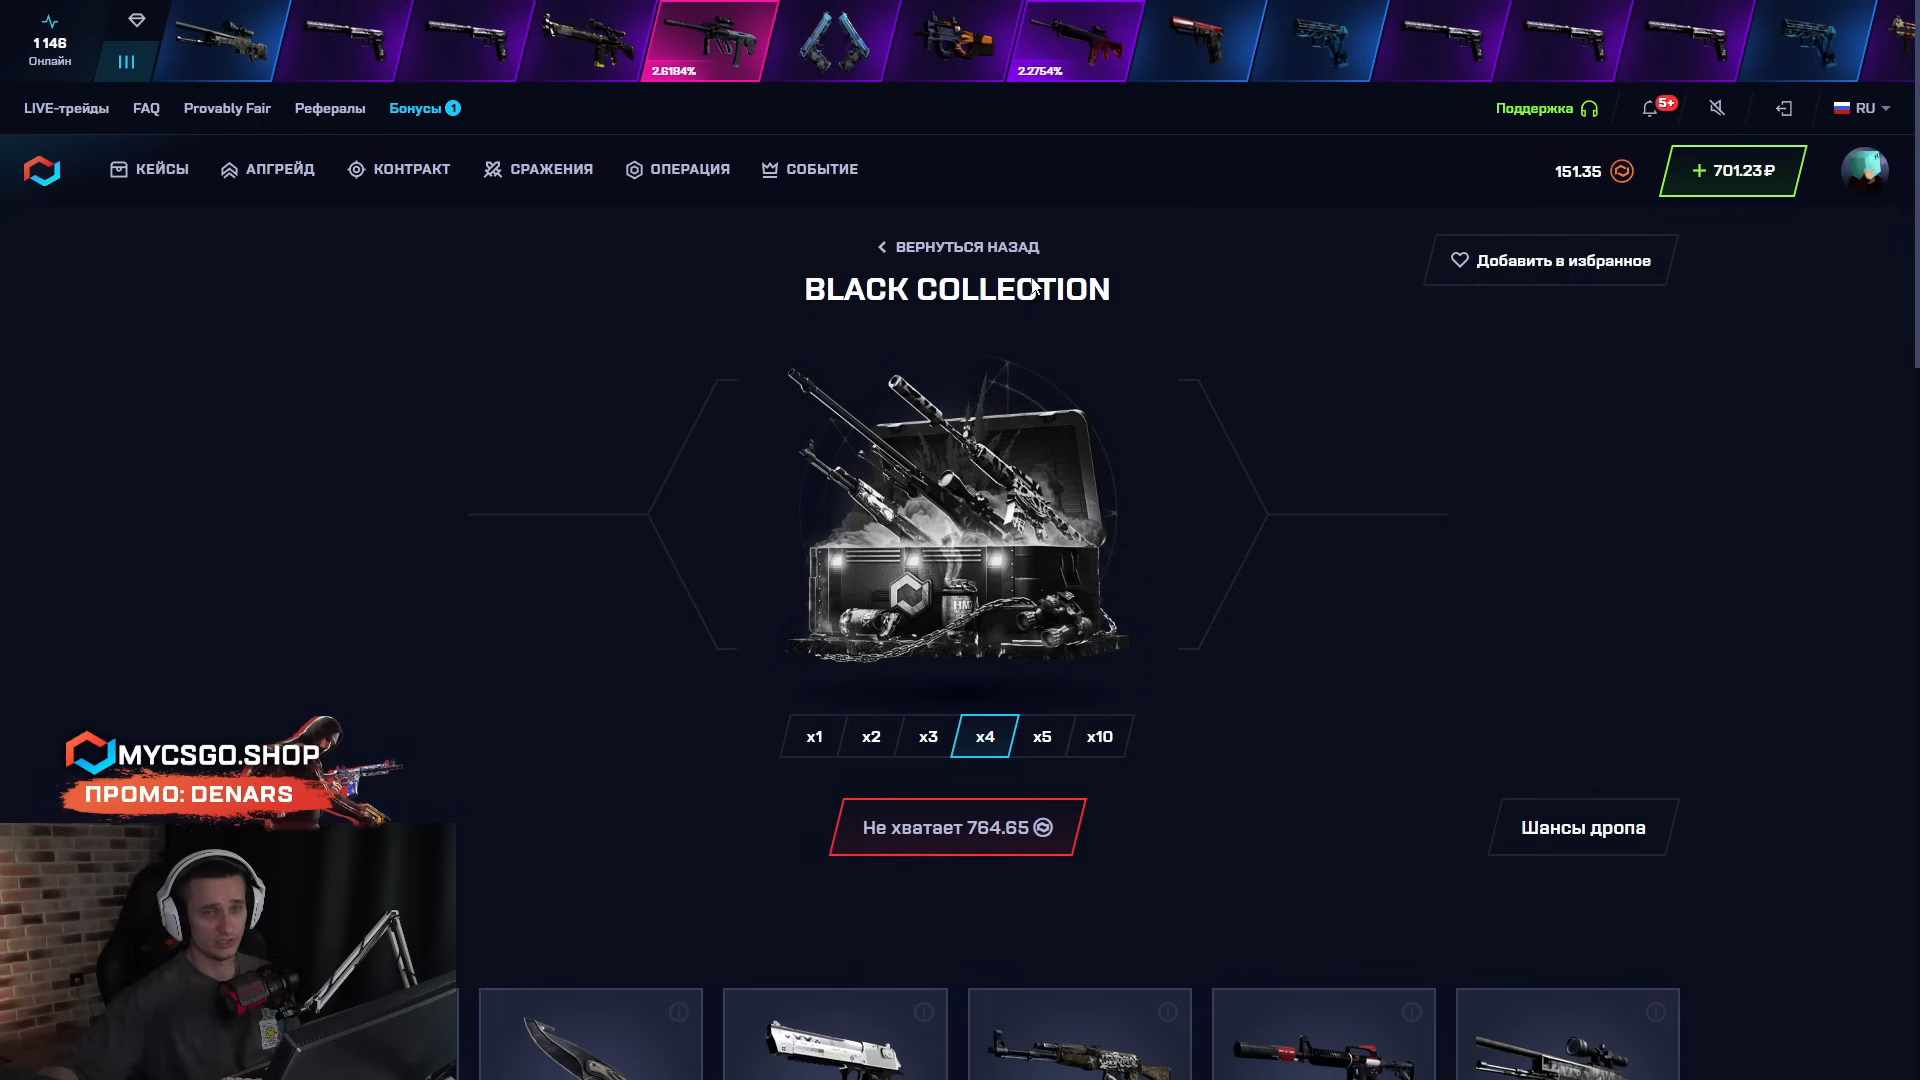 1 146
Онлайн
2.6184%
2.2754%
LIVE-трейды
FAQ
Provably Fair
Рефералы
Бонусы 1
Поддержка
5+
RU
КЕЙСЫ
АПГРЕЙД
КОНТРАКТ
СРАЖЕНИЯ
ОПЕРАЦИЯ
СОБЫТИЕ
151.35
+ 701.23 ₽
ВЕРНУТЬСЯ НАЗАД
Добавить в избранное
BLACK COLLECTION
x1
x2
x3
x4
x5
x10
MYCSGO.SHOP
ПРОМО: DENARS
Не хватает 764.65
Шансы дропа